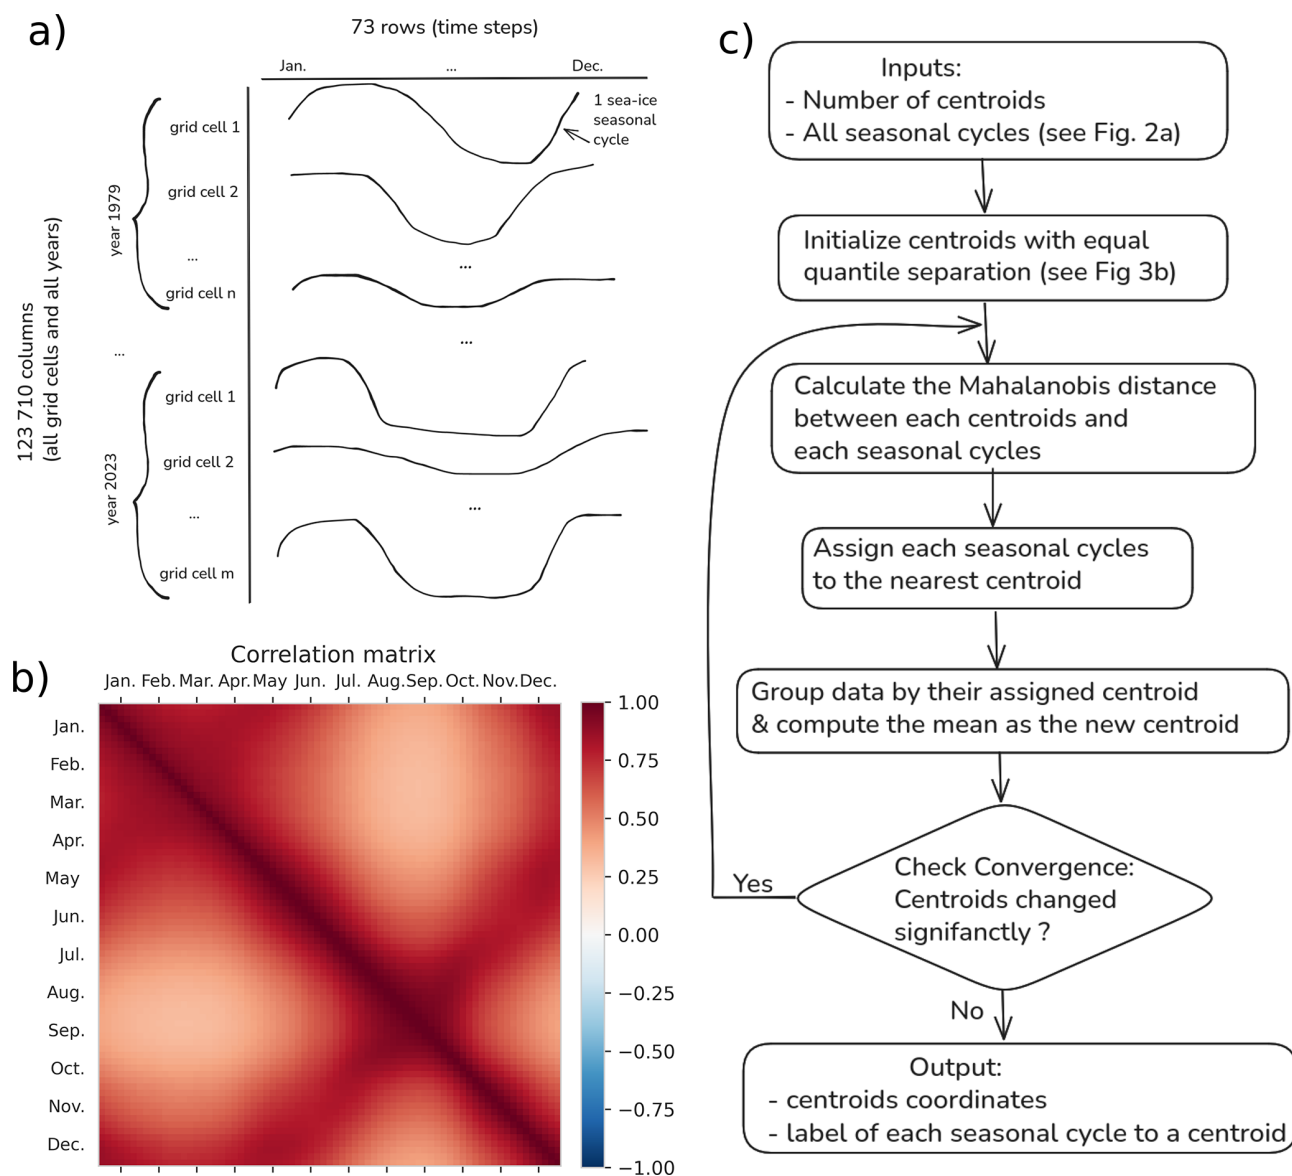 a)
73 rows (time steps)
Jan. ... Dec.
1 sea-ice
seasonal
cycle
123 710 columns
(all grid cells and all years)
year 1979
grid cell 1
grid cell 2
...
...
grid cell n
...
...
year 2023
grid cell 1
grid cell 2
...
...
grid cell m
b)
Correlation matrix
Jan. Feb. Mar. Apr. May Jun. Jul. Aug. Sep. Oct. Nov. Dec.
Jan.
Feb.
Mar.
Apr.
May
Jun.
Jul.
Aug.
Sep.
Oct.
Nov.
Dec.
1.00
0.75
0.50
0.25
0.00
−0.25
−0.50
−0.75
−1.00
c)
Inputs:
- Number of centroids
- All seasonal cycles (see Fig. 2a)
Initialize centroids with equal
quantile separation (see Fig 3b)
Calculate the Mahalanobis distance
between each centroids and
each seasonal cycles
Assign each seasonal cycles
to the nearest centroid
Group data by their assigned centroid
& compute the mean as the new centroid
Check Convergence:
Centroids changed
signifanctly ?
Yes
No
Output:
- centroids coordinates
- label of each seasonal cycle to a centroid